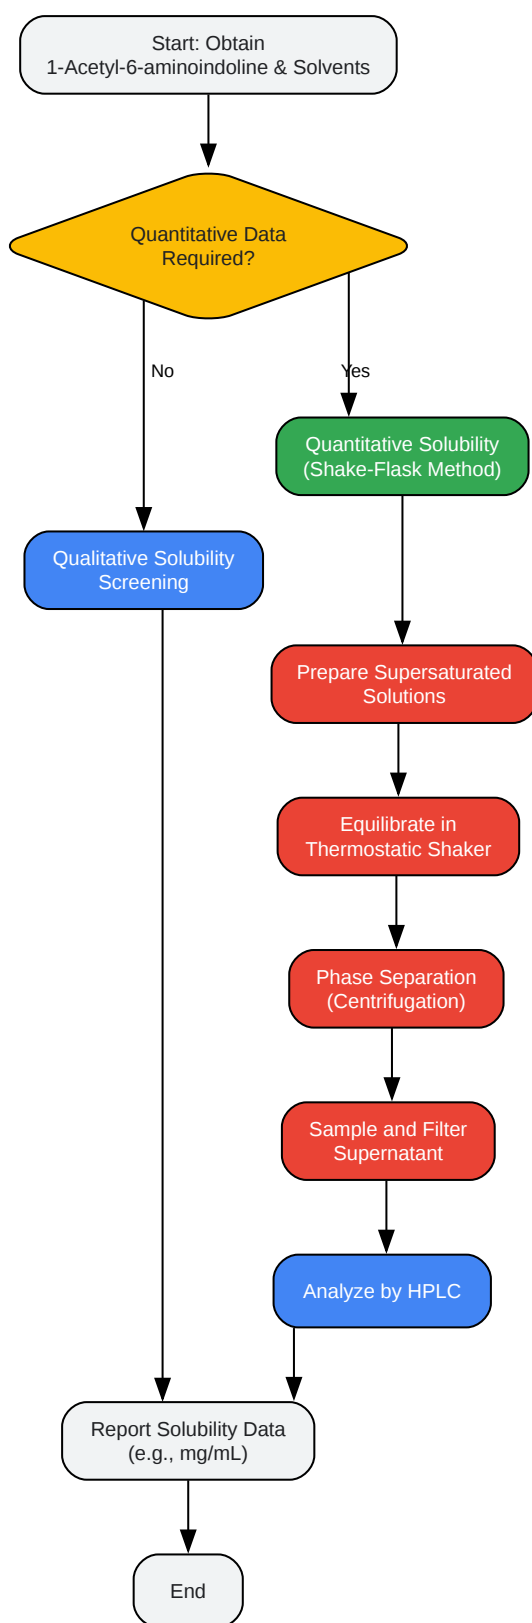 Start: Obtain
1-Acetyl-6-aminoindoline & Solvents
Quantitative Data
Required?
No
Yes
Quantitative Solubility
(Shake-Flask Method)
Qualitative Solubility
Screening
Prepare Supersaturated
Solutions
Equilibrate in
Thermostatic Shaker
Phase Separation
(Centrifugation)
Sample and Filter
Supernatant
Analyze by HPLC
Report Solubility Data
(e.g., mg/mL)
End